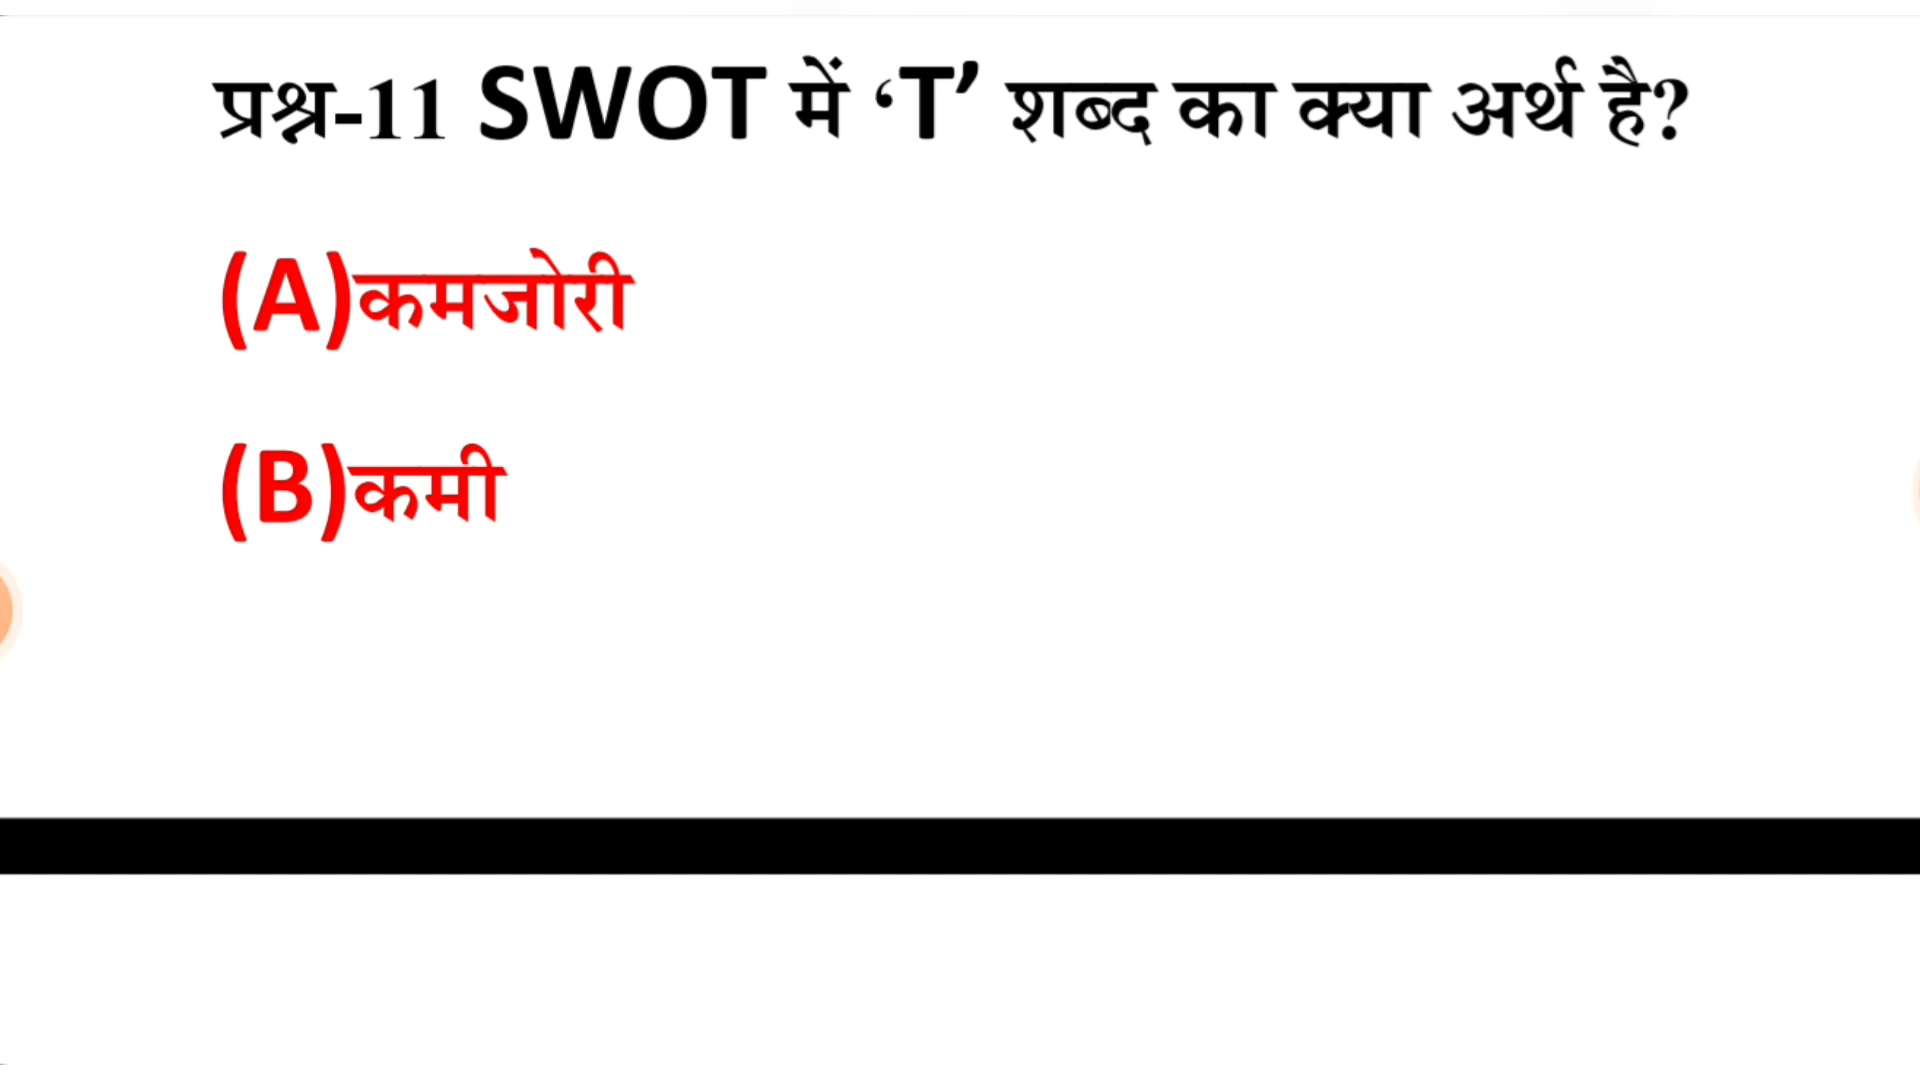 प्रश्न-11 SWOT में ‘T’ शब्द का क्या अर्थ है?
(A)कमजोरी
(B)कमी